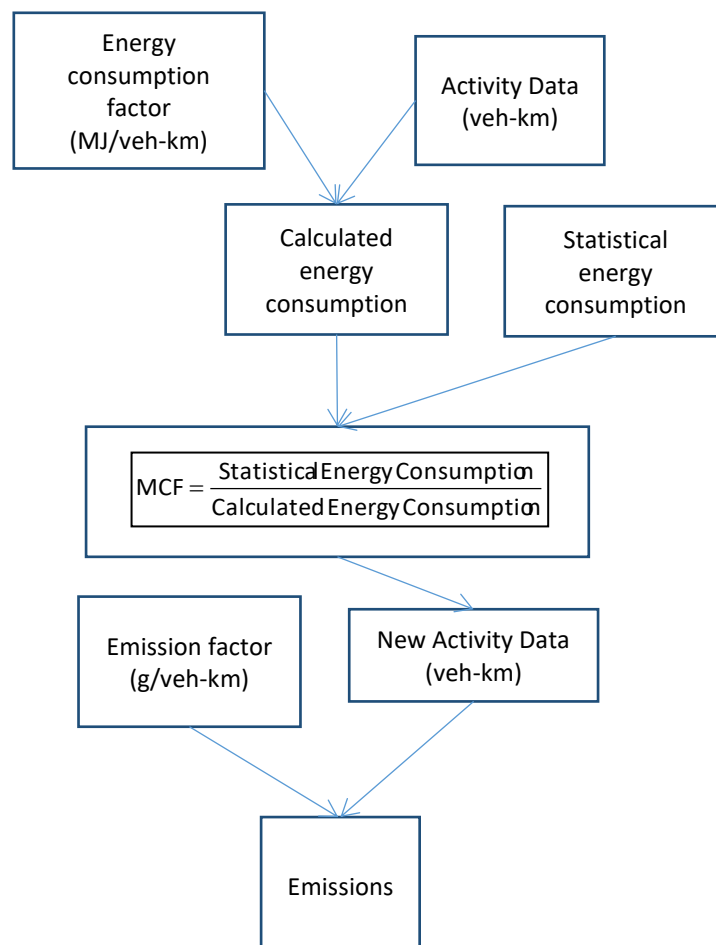 Energy
consumption
factor
(MJ/veh-km)
Activity Data
(veh-km)
Calculated
energy
consumption
Statistical
energy
consumption
MCF = Statistical Energy Consumption
Calculated Energy Consumption
Emission factor
(g/veh-km)
New Activity Data
(veh-km)
Emissions